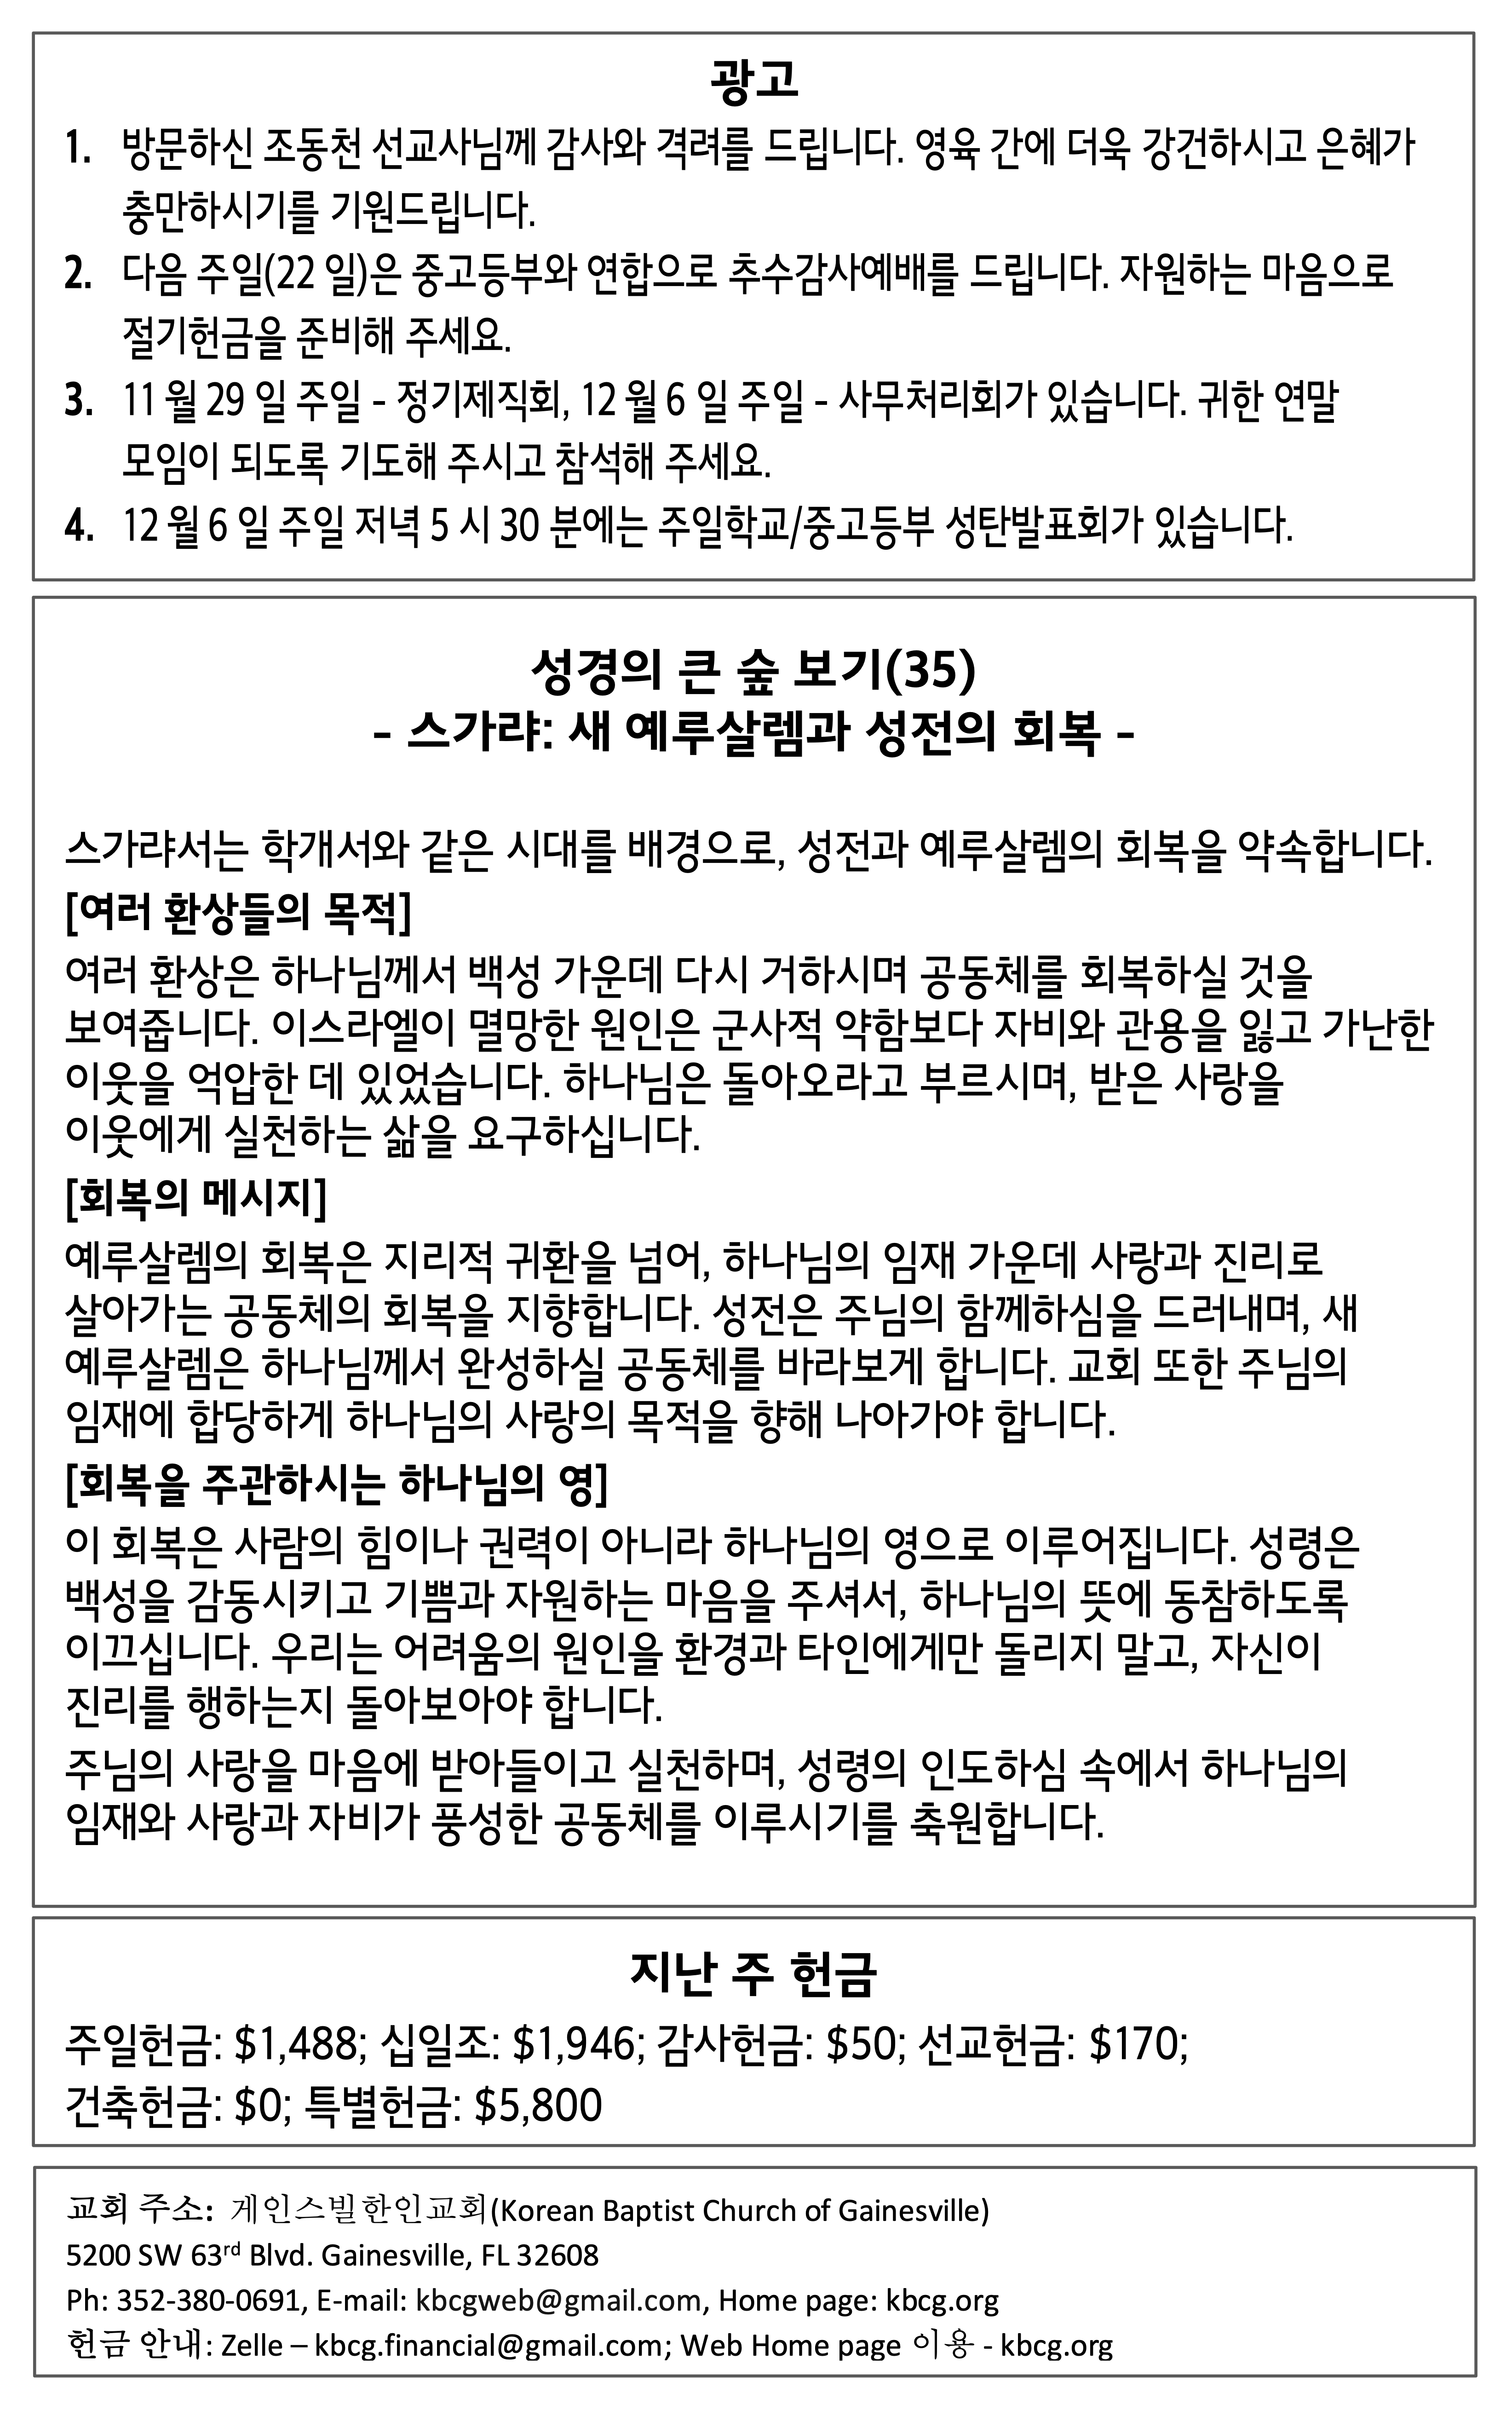 광고
1. 방문하신 조동천 선교사님께 감사와 격려를 드립니다. 영육 간에 더욱 강건하시고 은혜가
충만하시기를 기원드립니다.
2. 다음 주일(22 일)은 중고등부와 연합으로 추수감사예배를 드립니다. 자원하는 마음으로
절기헌금을 준비해 주세요.
3. 11 월 29 일 주일 - 정기제직회, 12 월 6 일 주일 - 사무처리회가 있습니다. 귀한 연말
모임이 되도록 기도해 주시고 참석해 주세요.
4. 12 월 6 일 주일 저녁 5 시 30 분에는 주일학교/중고등부 성탄발표회가 있습니다.
성경의 큰 숲 보기(35)
- 스가랴: 새 예루살렘과 성전의 회복 -
스가랴서는 학개서와 같은 시대를 배경으로, 성전과 예루살렘의 회복을 약속합니다.
[여러 환상들의 목적]
여러 환상은 하나님께서 백성 가운데 다시 거하시며 공동체를 회복하실 것을
보여줍니다. 이스라엘이 멸망한 원인은 군사적 약함보다 자비와 관용을 잃고 가난한
이웃을 억압한 데 있었습니다. 하나님은 돌아오라고 부르시며, 받은 사랑을
이웃에게 실천하는 삶을 요구하십니다.
[회복의 메시지]
예루살렘의 회복은 지리적 귀환을 넘어, 하나님의 임재 가운데 사랑과 진리로
살아가는 공동체의 회복을 지향합니다. 성전은 주님의 함께하심을 드러내며, 새
예루살렘은 하나님께서 완성하실 공동체를 바라보게 합니다. 교회 또한 주님의
임재에 합당하게 하나님의 사랑의 목적을 향해 나아가야 합니다.
[회복을 주관하시는 하나님의 영]
이 회복은 사람의 힘이나 권력이 아니라 하나님의 영으로 이루어집니다. 성령은
백성을 감동시키고 기쁨과 자원하는 마음을 주셔서, 하나님의 뜻에 동참하도록
이끄십니다. 우리는 어려움의 원인을 환경과 타인에게만 돌리지 말고, 자신이
진리를 행하는지 돌아보아야 합니다.
주님의 사랑을 마음에 받아들이고 실천하며, 성령의 인도하심 속에서 하나님의
임재와 사랑과 자비가 풍성한 공동체를 이루시기를 축원합니다.
지난 주 헌금
주일헌금: $1,488; 십일조: $1,946; 감사헌금: $50; 선교헌금: $170;
건축헌금: $0; 특별헌금: $5,800
교회 주소: 게인스빌한인교회(Korean Baptist Church of Gainesville)
5200 SW 63rd Blvd. Gainesville, FL 32608
Ph: 352-380-0691, E-mail: kbcgweb@gmail.com, Home page: kbcg.org
헌금 안내: Zelle – kbcg.financial@gmail.com; Web Home page 이용 - kbcg.org